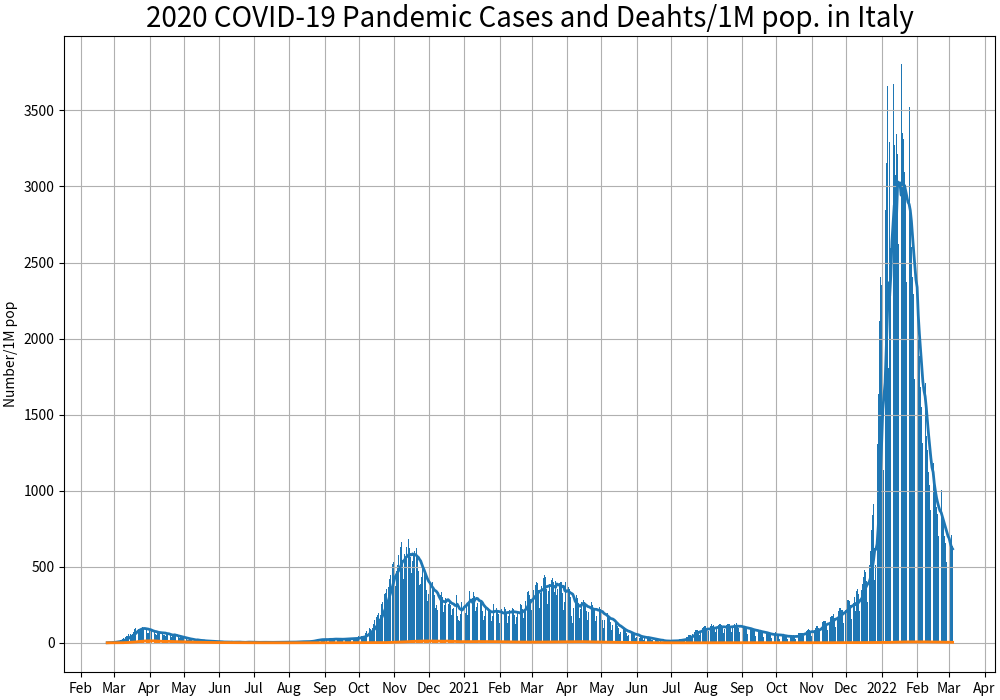 2020 COVID-19 Pandemic Cases and Deahts/1M pop. in Italy
Number/1M pop
3500
3000
2500
2000
1500
1000
500
0
Feb Mar Apr May Jun Jul Aug Sep Oct Nov Dec 2021 Feb Mar Apr May Jun Jul Aug Sep Oct Nov Dec 2022 Feb Mar Apr